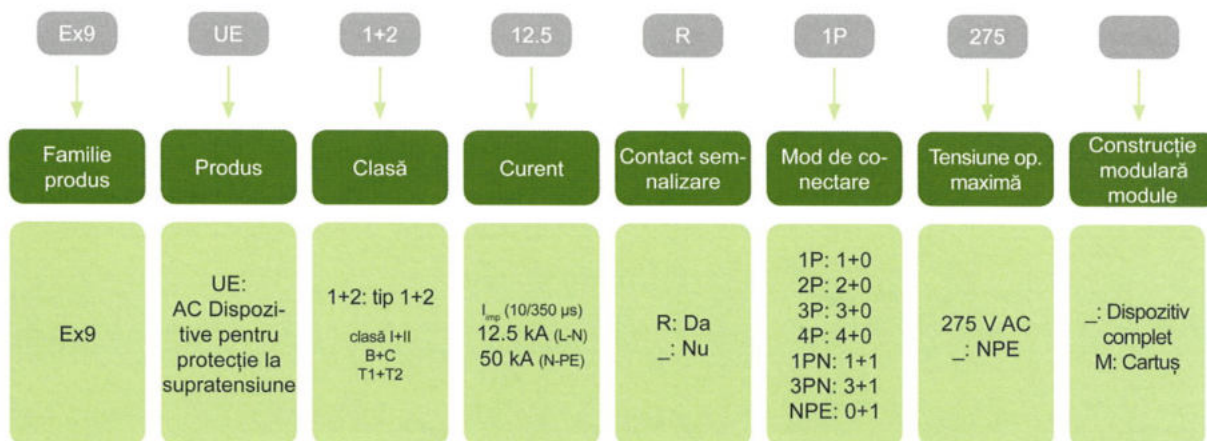 Ex9
UE
1+2
12.5
R
1P
275
Familie
produs
Produs
Clasă
Curent
Contact sem-
nalizare
Mod de co-
nectare
Tensiune op.
maximă
Construcție
modulară
module
Ex9
UE:
AC Dispozi-
tive pentru
protecție la
supratensiune
1+2: tip 1+2
clasă I+II
B+C
T1+T2
Iimp (10/350 µs)
12.5 kA (L-N)
50 kA (N-PE)
R: Da
_: Nu
1P: 1+0
2P: 2+0
3P: 3+0
4P: 4+0
1PN: 1+1
3PN: 3+1
NPE: 0+1
275 V AC
_: NPE
_: Dispozitiv
complet
M: Cartuș